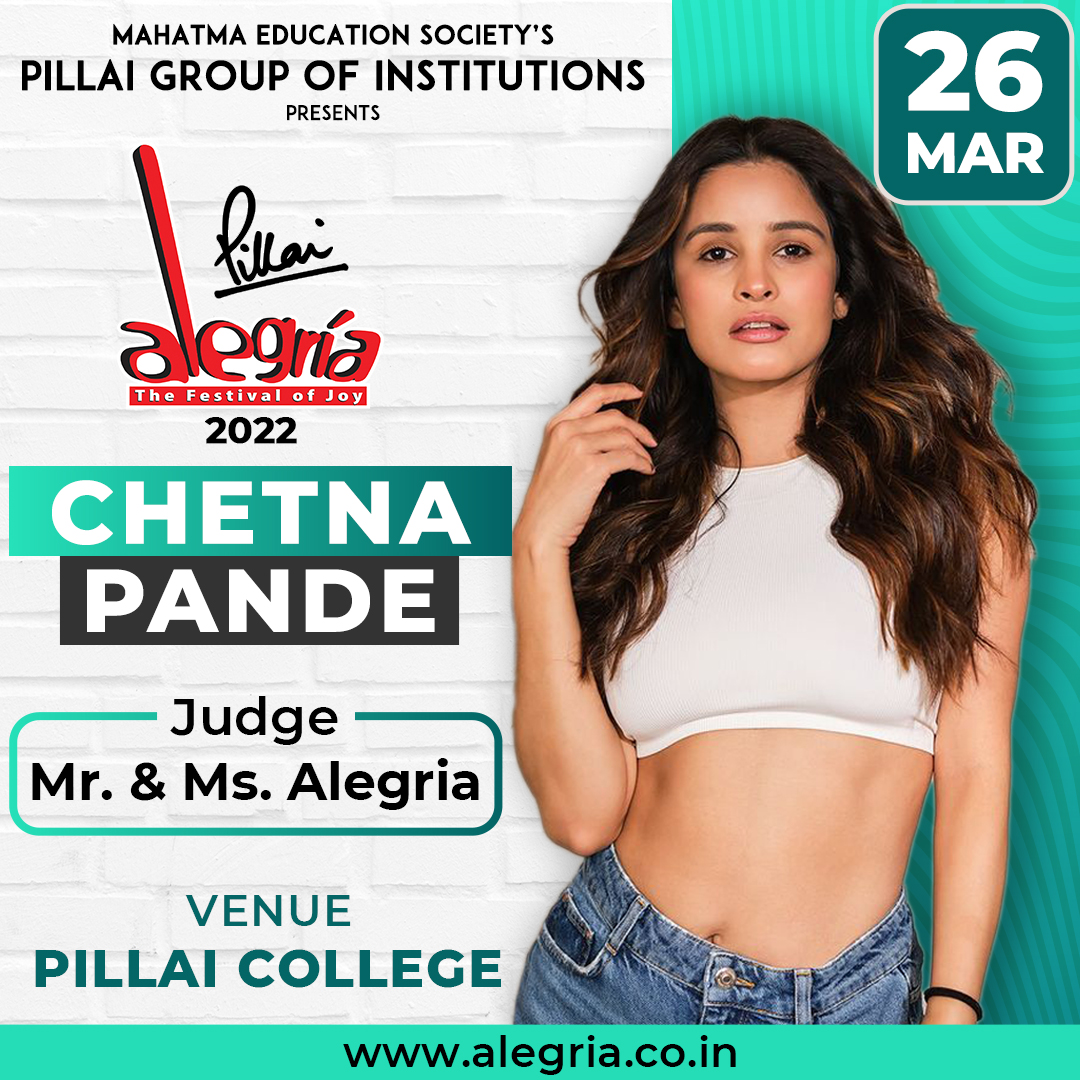 MAHATMA EDUCATION SOCIETY'S
PILLAI GROUP OF INSTITUTIONS
PRESENTS
26
MAR
Pillai
alegría
The Festival of Joy
2022
CHETNA
PANDE
Judge
Mr. & Ms. Alegria
VENUE
PILLAI COLLEGE
www.alegria.co.in